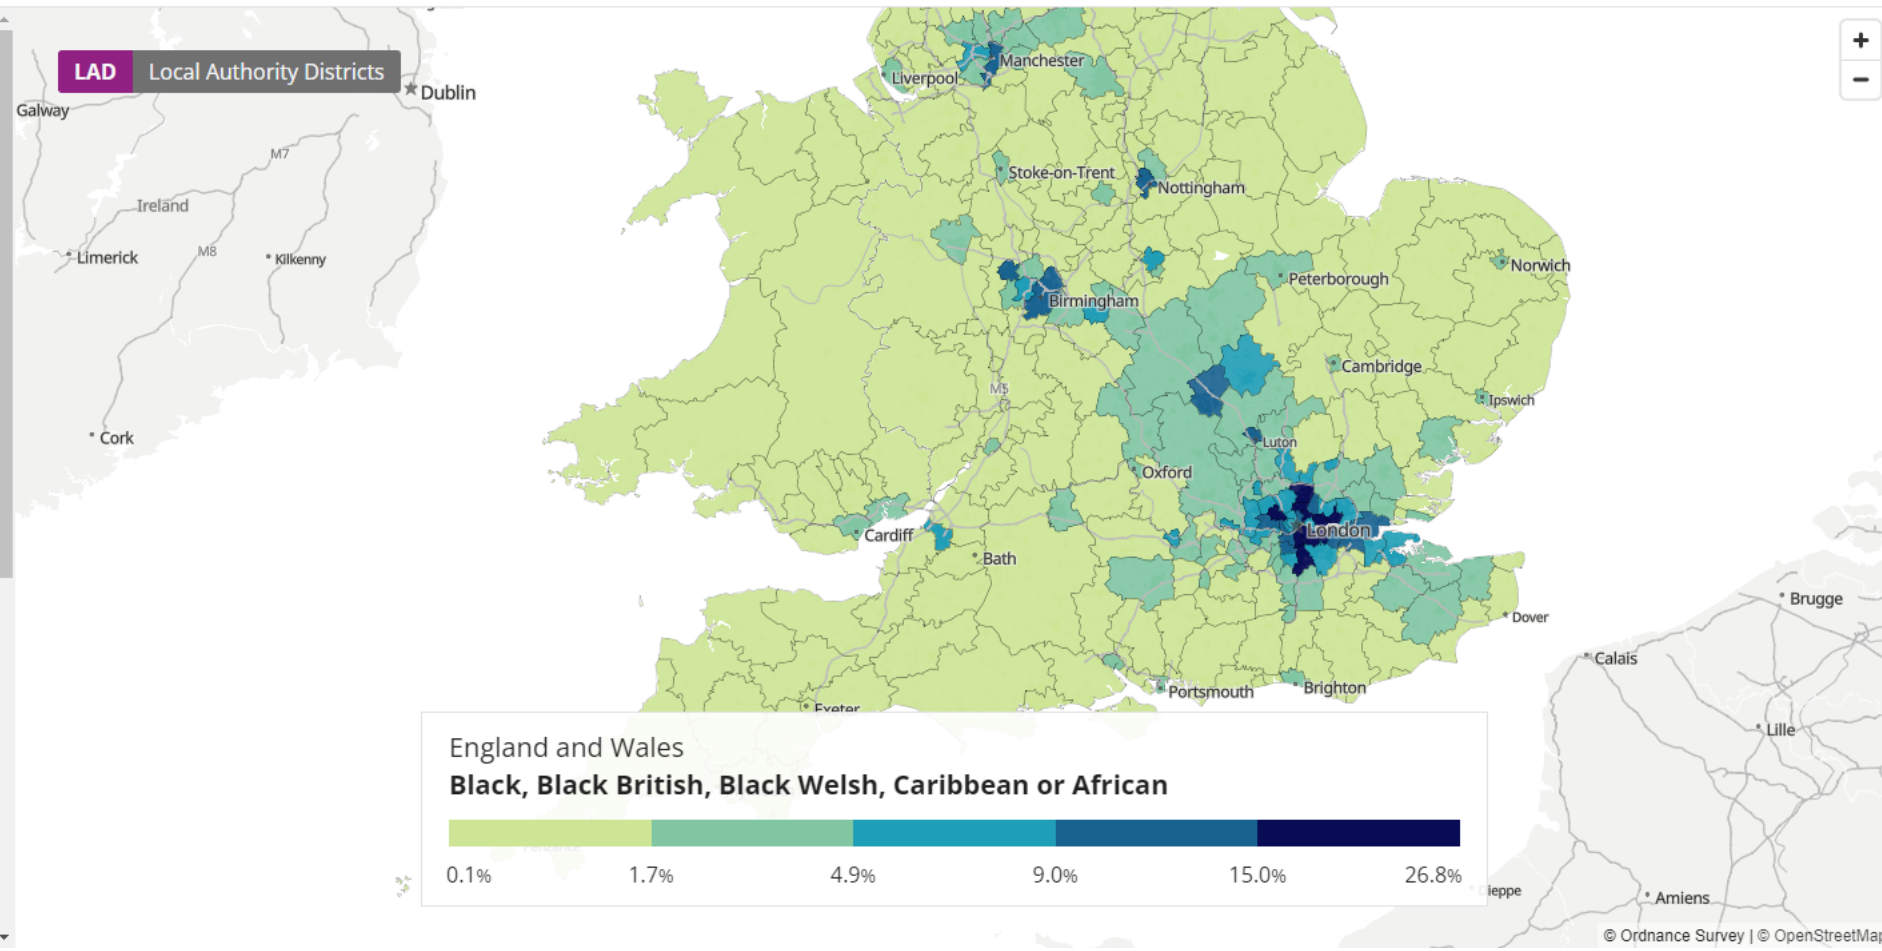 LAD Local Authority Districts
Galway
Dublin
M7
Ireland
M8
Limerick
Kilkenny
Cork
Liverpool
Manchester
Stoke-on-Trent
Nottingham
Norwich
Peterborough
Birmingham
Cambridge
M5
Ipswich
Luton
Oxford
London
Cardiff
Bath
Dover
Brugge
Calais
Portsmouth
Brighton
Exeter
Lille
England and Wales
Black, Black British, Black Welsh, Caribbean or African
Penzance
0.1% 1.7% 4.9% 9.0% 15.0% 26.8%
Dieppe
Amiens
+
−
© Ordnance Survey | © OpenStreetMap